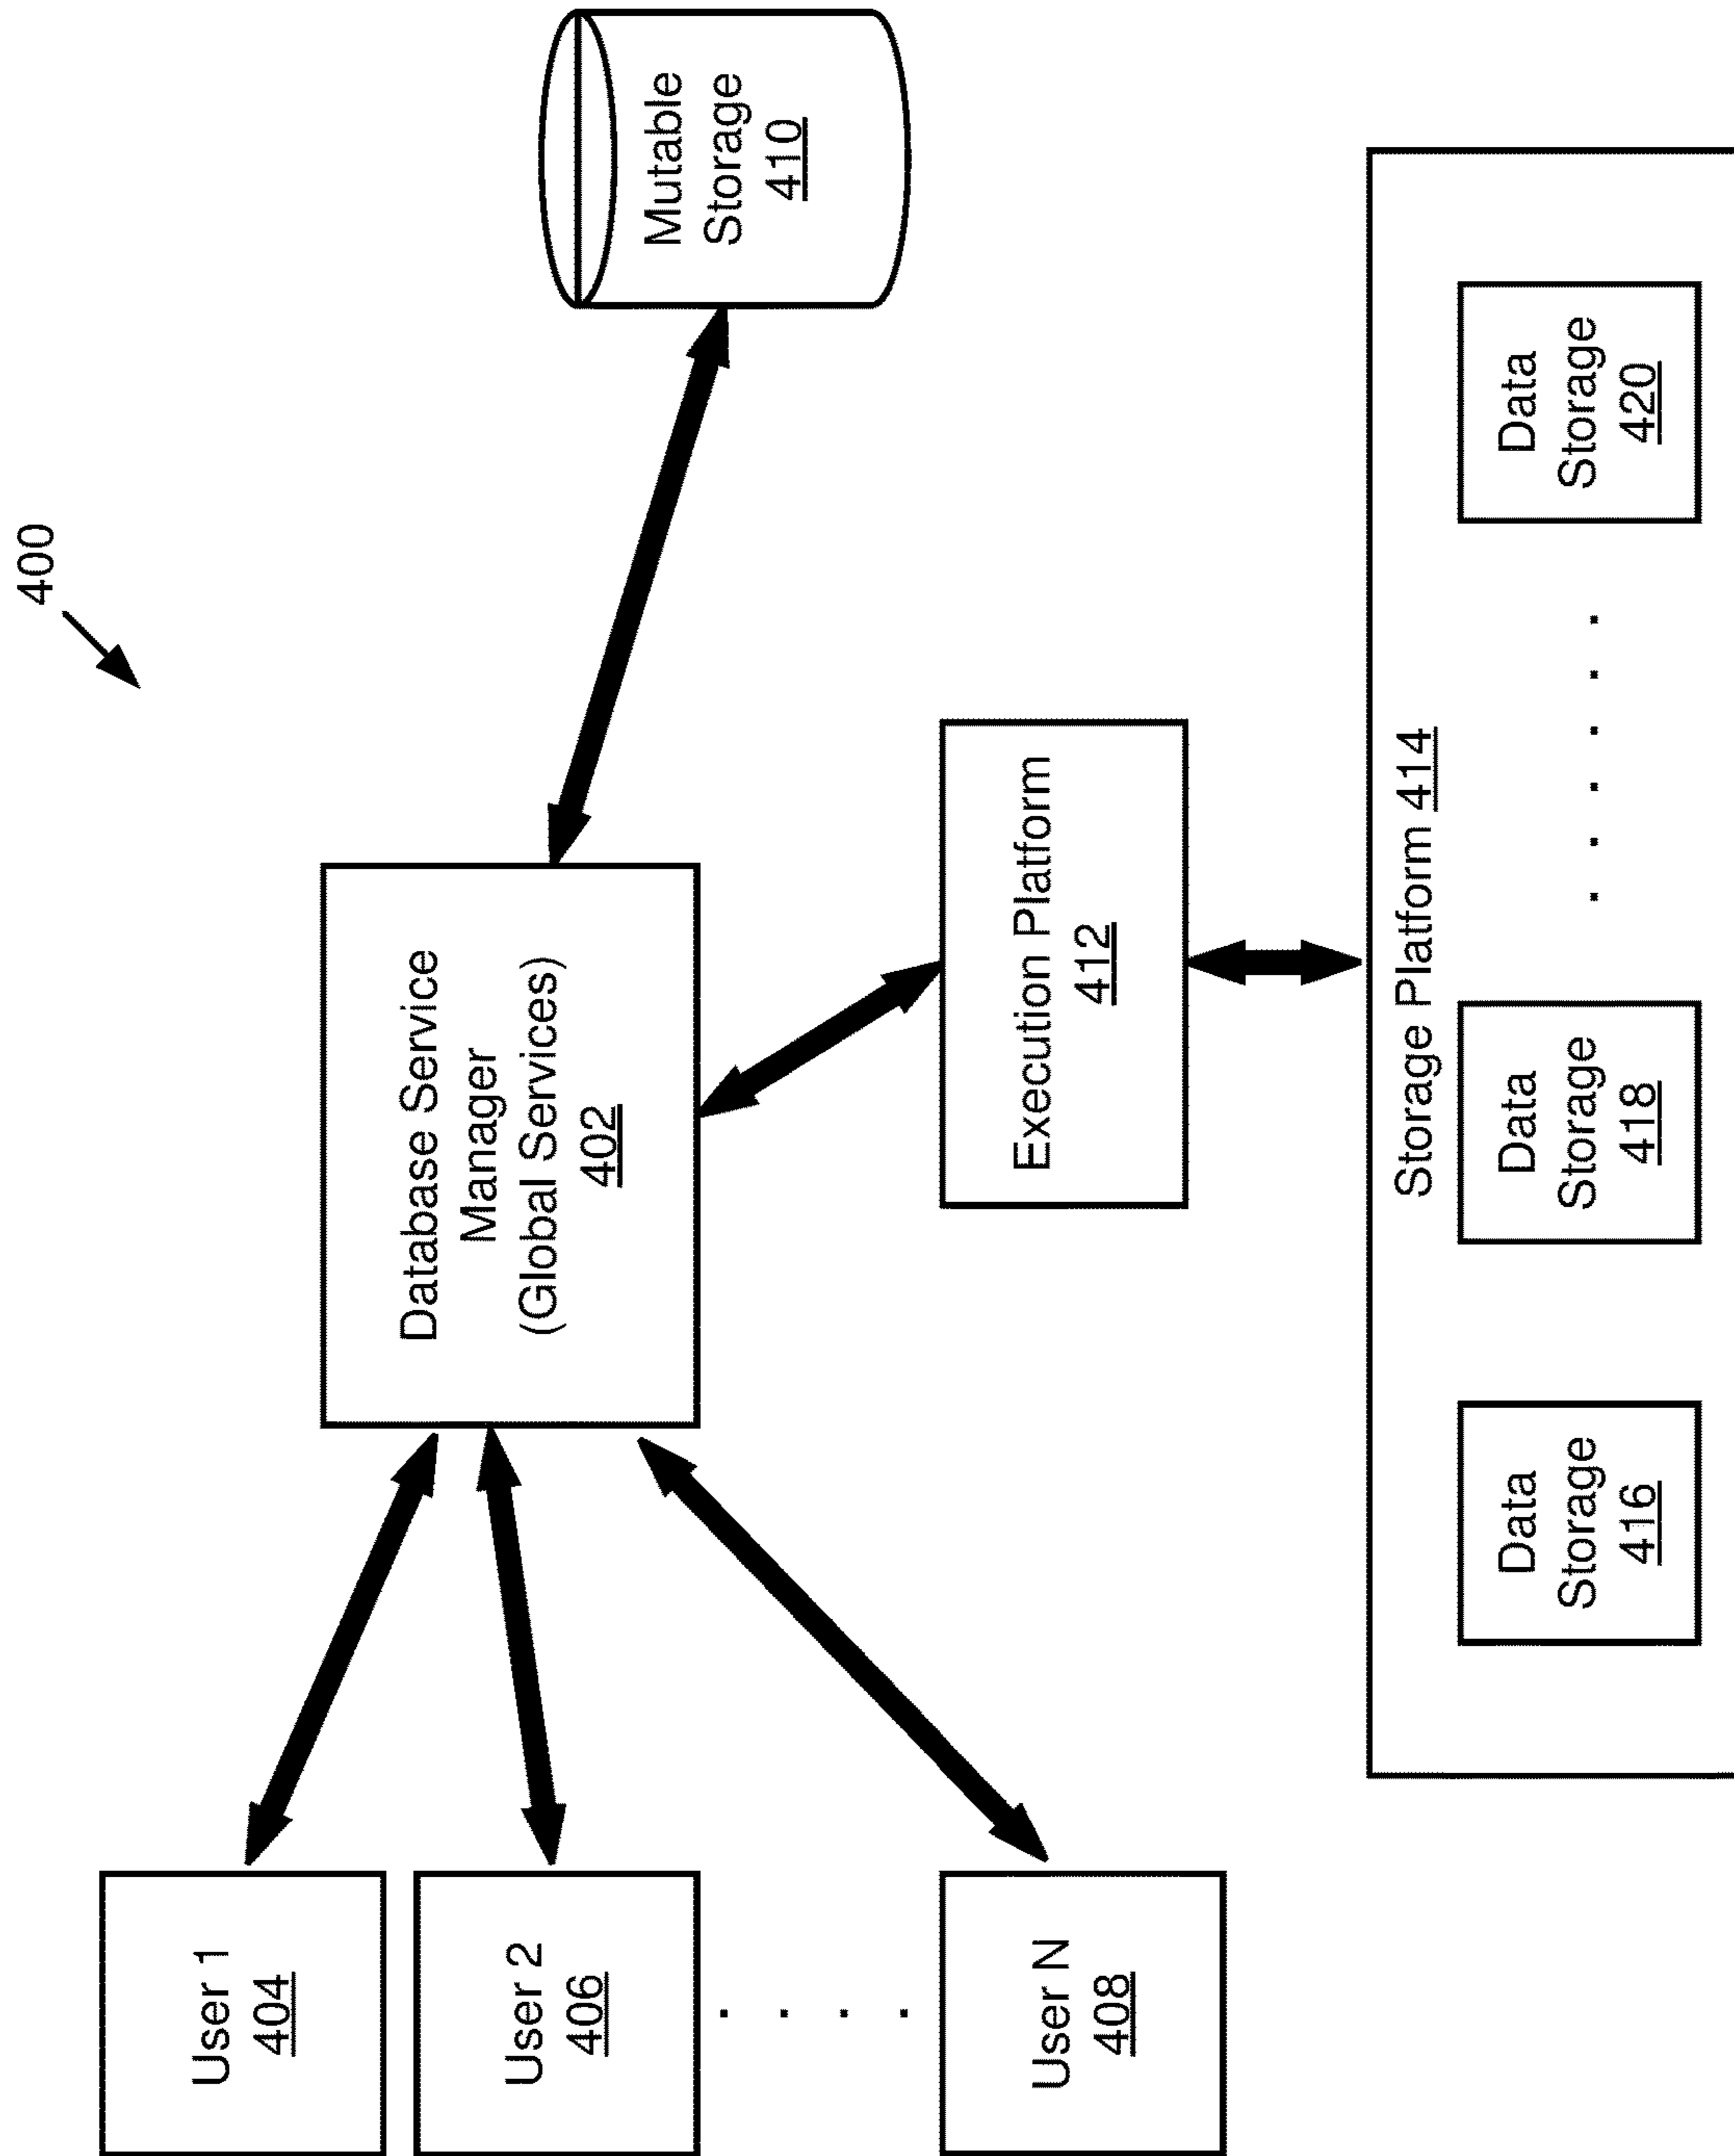 400
User 1
404
User 2
406
User N
408
Database Service
Manager
(Global Services)
402
Mutable
Storage
410
Execution Platform
412
Storage Platform 414
Data
Storage
416
Data
Storage
418
Data
Storage
420